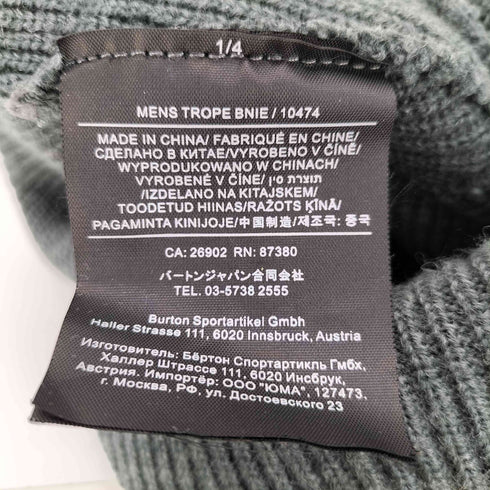 1/4
MENS TROPE BNIE / 10474
MADE IN CHINA/ FABRIQUÉ EN CHINE/
СДЕЛАНО В КИТАЕ/VYROBENO V ČÍNĚ/
WYPRODUKOWANO W CHINACH/
VYROBENÉ V ČÍNE/ תוצרת סין/
IZDELANO NA KITAJSKEM/
TOODETUD HIINAS/RAŽOTS ĶĪNĀ/
PAGAMINTA KINIJOJE/中国制造/제조국: 중국
CA: 26902 RN: 87380
バートンジャパン合同会社
TEL. 03-5738 2555
Burton Sportartikel GmbH
Haller Strasse 111, 6020 Innsbruck, Austria
Изготовитель: Бёртон Спортартикль Гмбх,
Халлер Штрассе 111, 6020 Инсбрук,
Австрия. Импортёр: ООО "ЮМА", 127473,
г. Москва, РФ, ул. Достоевского 23